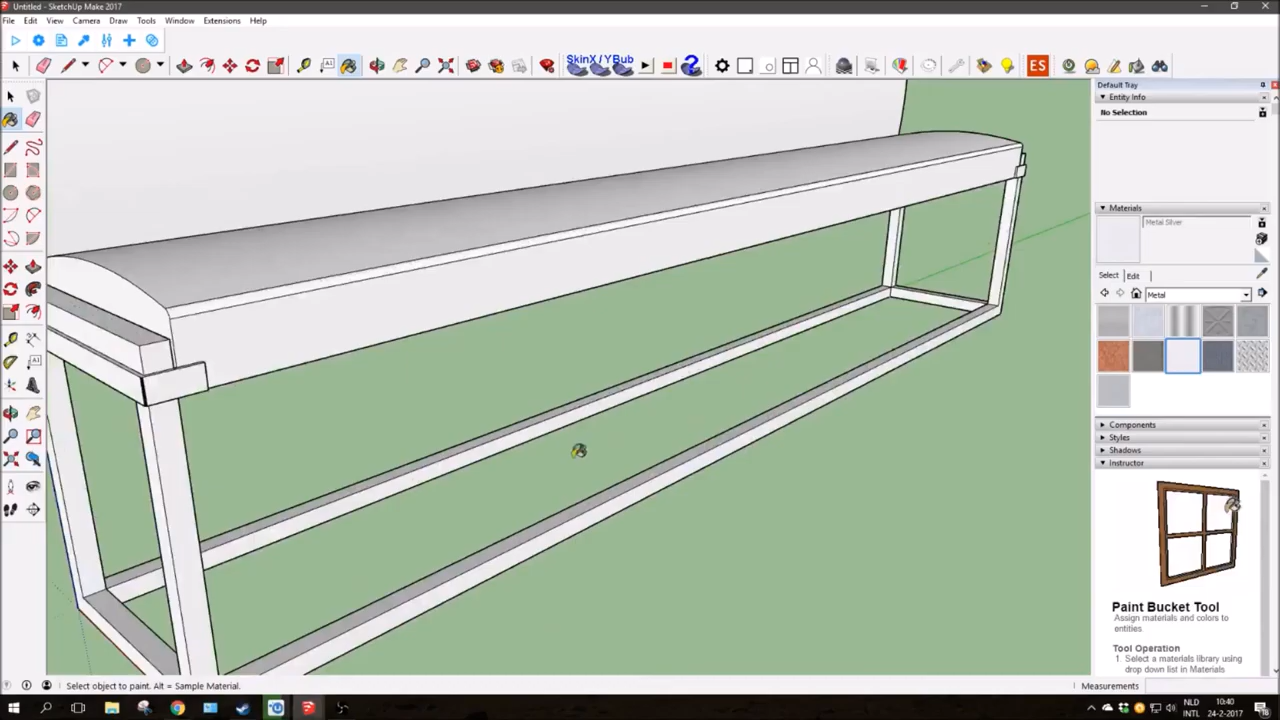 Untitled - SketchUp Make 2017
File Edit View Camera Draw Tools Window Extensions Help
SkinX / YBub
ES
Default Tray
Entity Info
No Selection
Materials
Metal Silver
Select Edit
Metal
Components
Styles
Shadows
Instructor
Paint Bucket Tool
Assign materials and colors to
entities
Tool Operation
1. Select a materials library using
drop down list in Materials
Select object to paint. Alt = Sample Material.
Measurements
NLD
INTL
10:40
24-2-2017